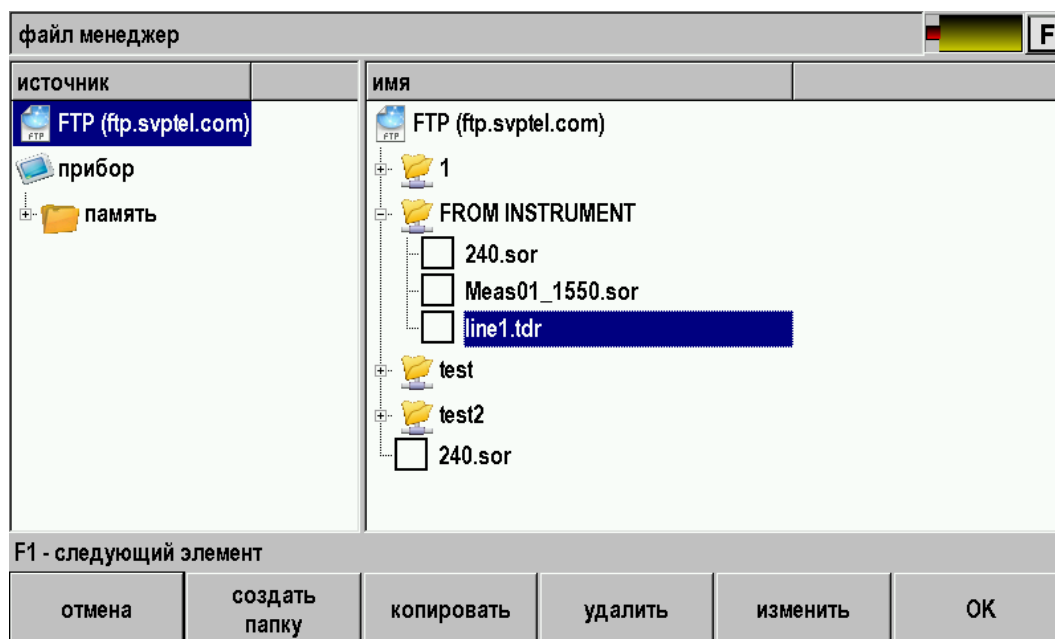 файл менеджер
F
источник
имя
FTP (ftp.svptel.com)
прибор
память
FTP (ftp.svptel.com)
1
FROM INSTRUMENT
240.sor
Meas01_1550.sor
line1.tdr
test
test2
240.sor
F1 - следующий элемент
отмена
создать
папку
копировать
удалить
изменить
OK